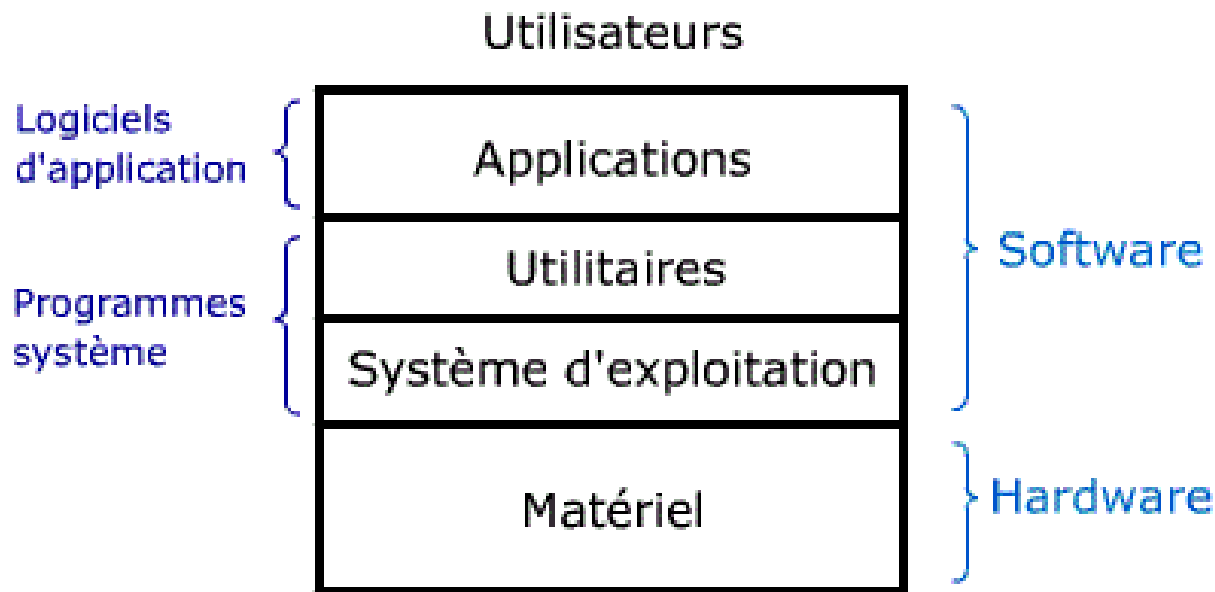 Utilisateurs
Logiciels
d'application
Applications
Utilitaires
Software
Programmes
système
Système d'exploitation
Matériel
Hardware